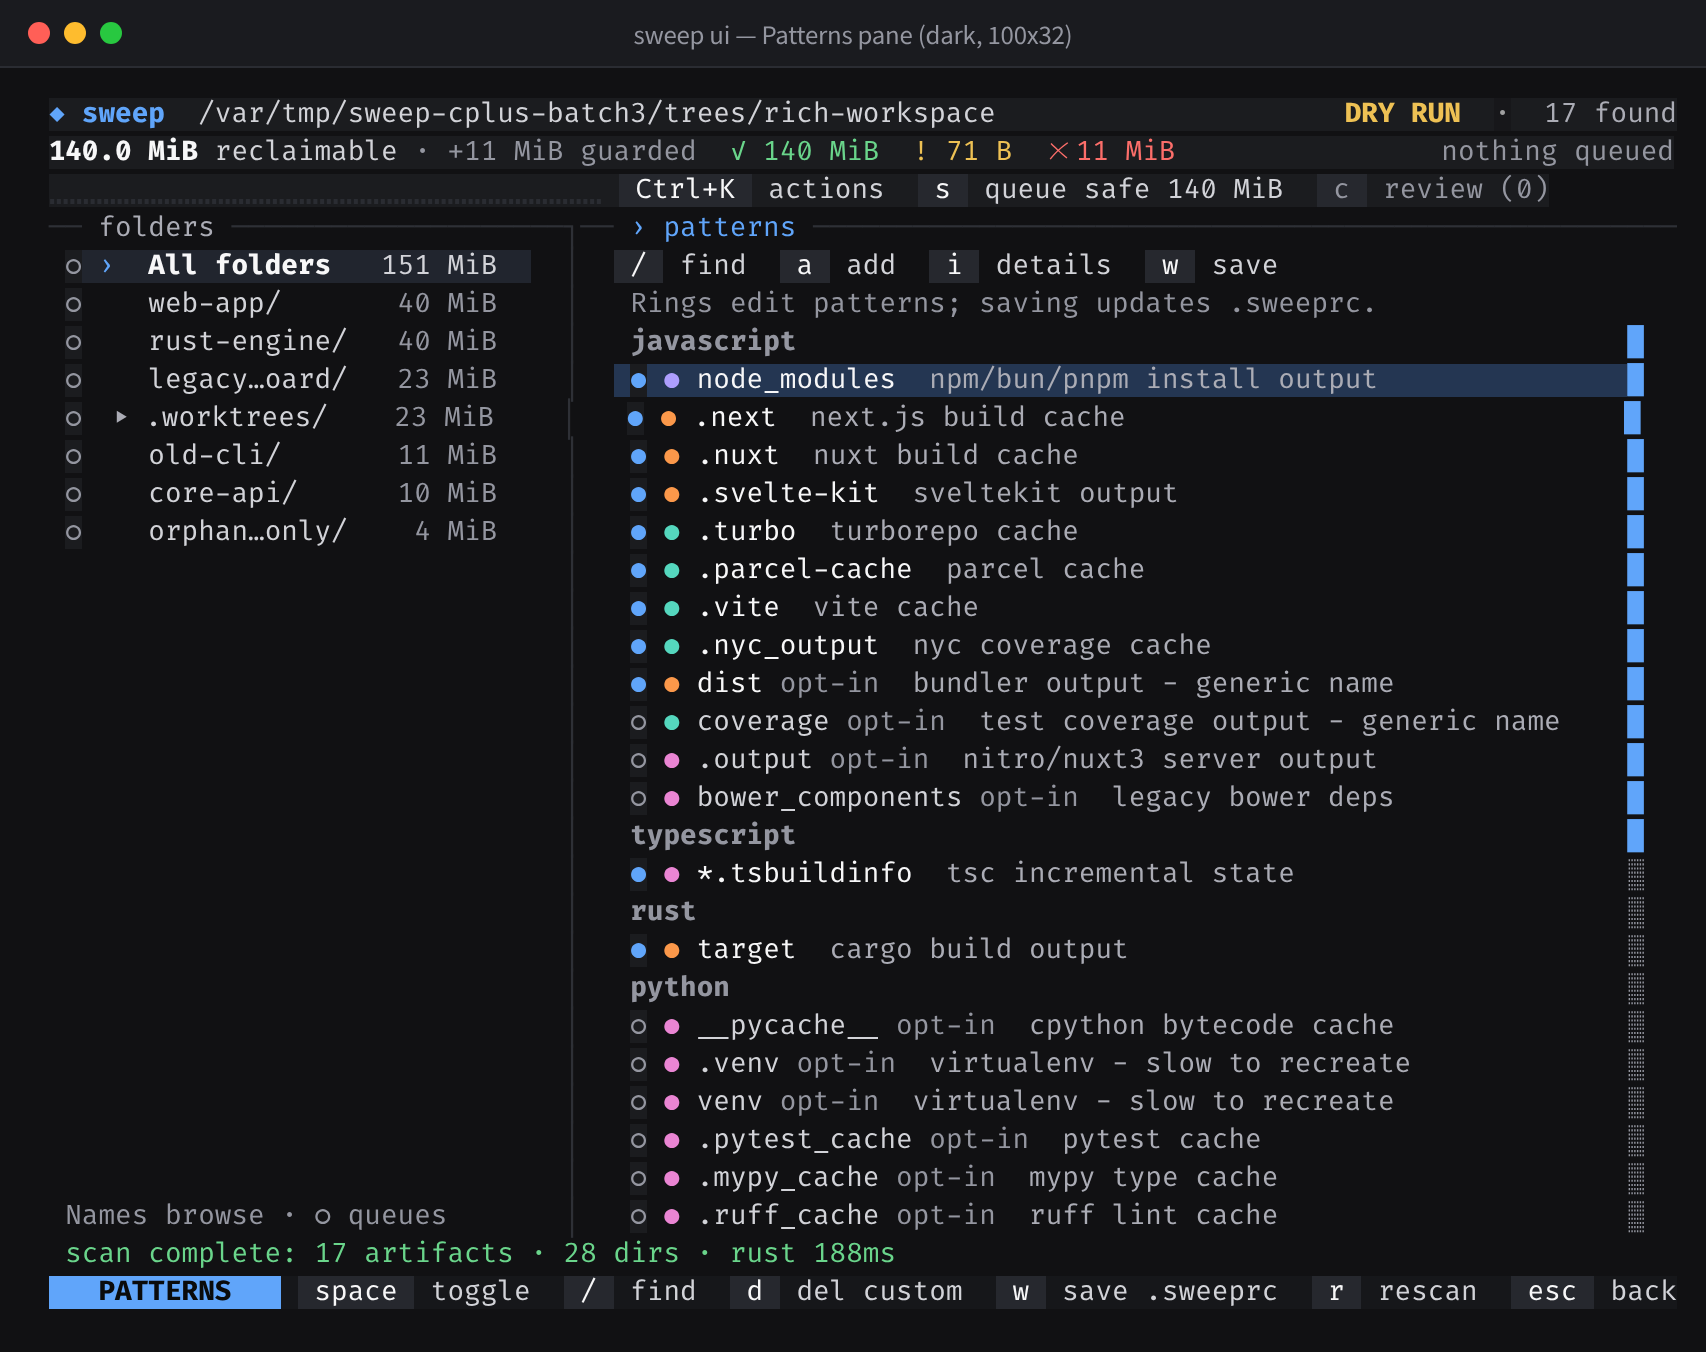 sweep ui — Patterns pane (dark, 100x32)
◆ sweep /var/tmp/sweep-cplus-batch3/trees/rich-workspace DRY RUN · 17 found
140.0 MiB reclaimable · +11 MiB guarded √ 140 MiB ! 71 B ✕ 11 MiB nothing queued
Ctrl+K actions s queue safe 140 MiB c review (0)
folders
○ › All folders 151 MiB
○ web-app/ 40 MiB
○ rust-engine/ 40 MiB
○ legacy…oard/ 23 MiB
○ ▸ .worktrees/ 23 MiB
○ old-cli/ 11 MiB
○ core-api/ 10 MiB
○ orphan…only/ 4 MiB
Names browse · ○ queues
› patterns
/ find a add i details w save
Rings edit patterns; saving updates .sweeprc.
javascript
● ● node_modules npm/bun/pnpm install output
● ● .next next.js build cache
● ● .nuxt nuxt build cache
● ● .svelte-kit sveltekit output
● ● .turbo turborepo cache
● ● .parcel-cache parcel cache
● ● .vite vite cache
● ● .nyc_output nyc coverage cache
● ● dist opt-in bundler output - generic name
○ ● coverage opt-in test coverage output - generic name
○ ● .output opt-in nitro/nuxt3 server output
○ ● bower_components opt-in legacy bower deps
typescript
● ● *.tsbuildinfo tsc incremental state
rust
● ● target cargo build output
python
○ ● __pycache__ opt-in cpython bytecode cache
○ ● .venv opt-in virtualenv - slow to recreate
○ ● venv opt-in virtualenv - slow to recreate
○ ● .pytest_cache opt-in pytest cache
○ ● .mypy_cache opt-in mypy type cache
○ ● .ruff_cache opt-in ruff lint cache
scan complete: 17 artifacts · 28 dirs · rust 188ms
PATTERNS space toggle / find d del custom w save .sweeprc r rescan esc back